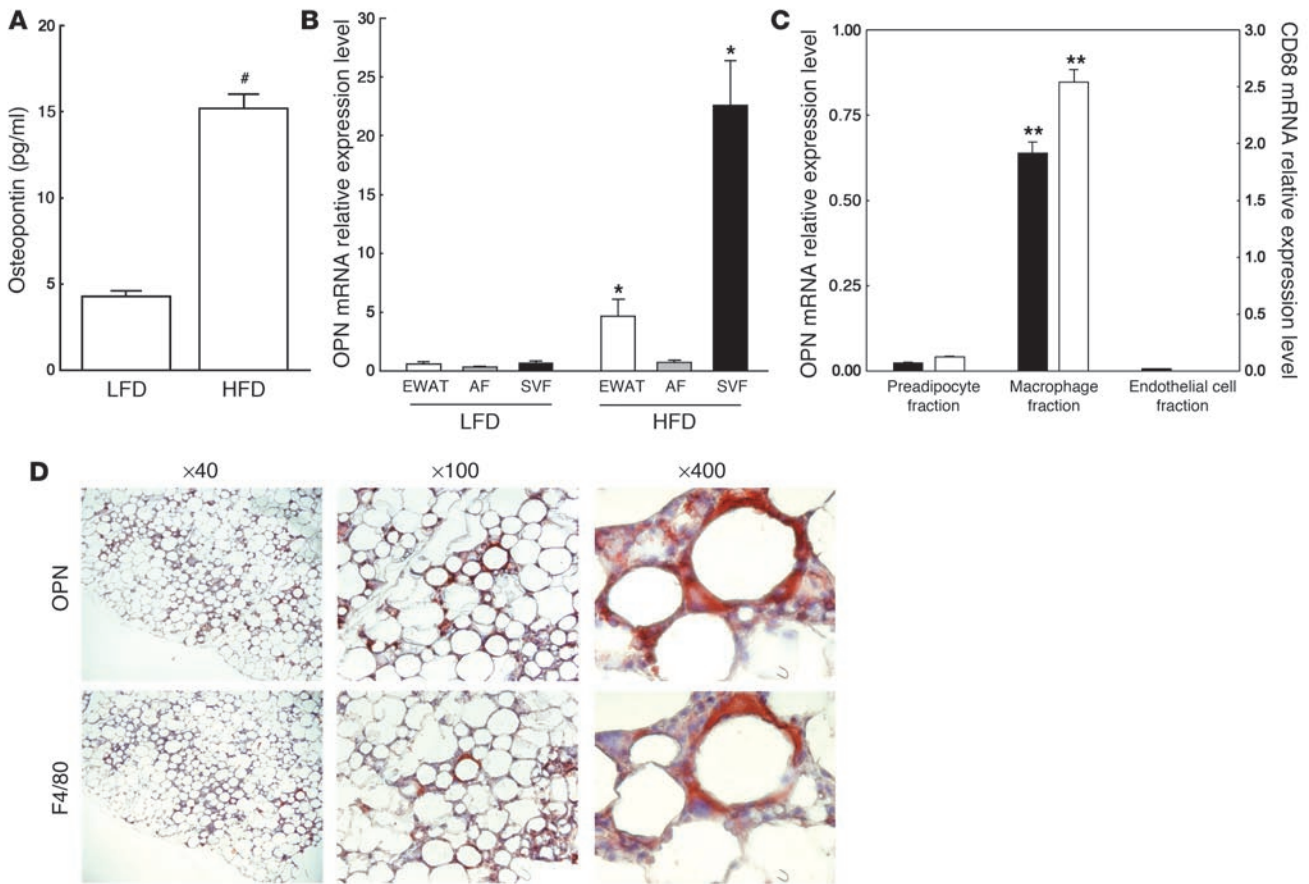 A
Osteopontin (pg/ml)
20
15
10
5
0
#
LFD
HFD
B
OPN mRNA relative expression level
30
25
20
15
10
5
0
*
*
EWAT AF SVF EWAT AF SVF
LFD HFD
C
OPN mRNA relative expression level
1.00
0.75
0.50
0.25
0.00
**
**
3.0
2.5
2.0
1.5
1.0
0.5
0.0
CD68 mRNA relative expression level
Preadipocyte
fraction
Macrophage
fraction
Endothelial cell
fraction
D
×40 ×100 ×400
OPN
F4/80